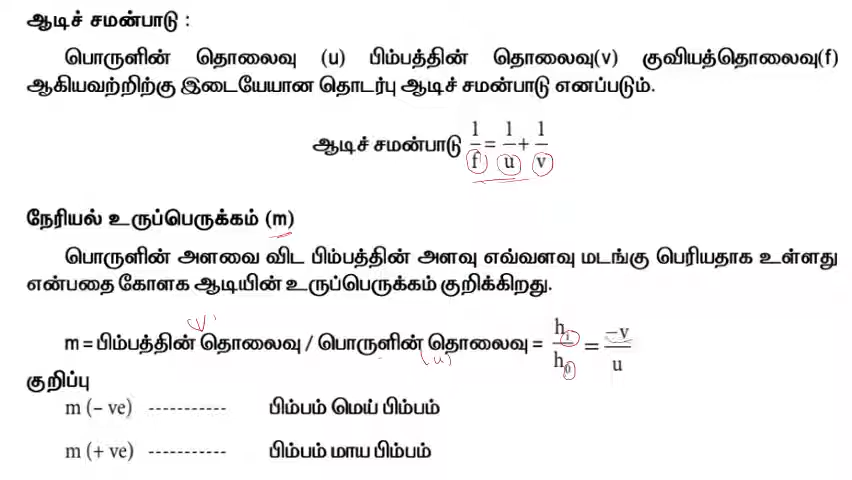 ஆடிச் சமன்பாடு :
பொருளின் தொலைவு (u) பிம்பத்தின் தொலைவு(v) குவியத்தொலைவு(f)
ஆகியவற்றிற்கு இடையேயான தொடர்பு ஆடிச் சமன்பாடு எனப்படும்.
ஆடிச் சமன்பாடு 1/f = 1/u + 1/v
நேரியல் உருப்பெருக்கம் (m)
பொருளின் அளவை விட பிம்பத்தின் அளவு எவ்வளவு மடங்கு பெரியதாக உள்ளது
என்பதை கோளக ஆடியின் உருப்பெருக்கம் குறிக்கிறது.
V
m = பிம்பத்தின் தொலைவு / பொருளின் தொலைவு = h₁/h₀ = -v/u
(u)
குறிப்பு
m (– ve) ----------- பிம்பம் மெய் பிம்பம்
m (+ ve) ----------- பிம்பம் மாய பிம்பம்